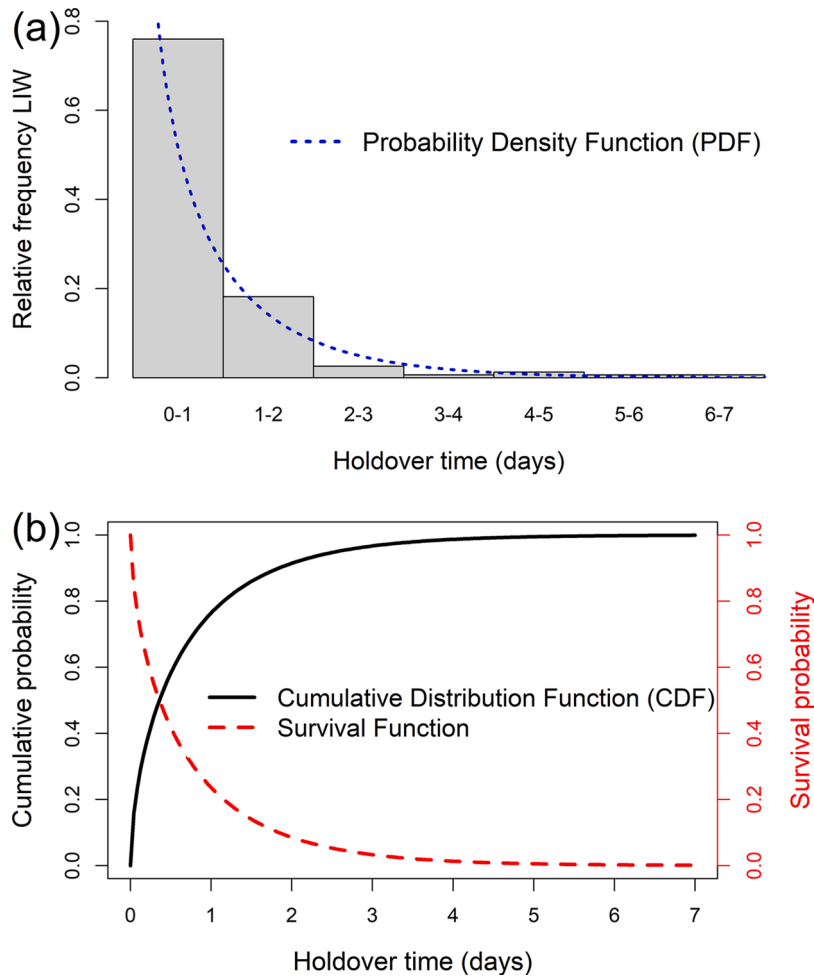 (a)
Relative frequency LIW
0.8
0.6
0.4
0.2
0.0
Probability Density Function (PDF)
0-1 1-2 2-3 3-4 4-5 5-6 6-7
Holdover time (days)
(b)
Cumulative probability
1.0
0.8
0.6
0.4
0.2
0.0
Cumulative Distribution Function (CDF)
Survival Function
1.0
0.8
0.6
0.4
0.2
0.0
Survival probability
0 1 2 3 4 5 6 7
Holdover time (days)